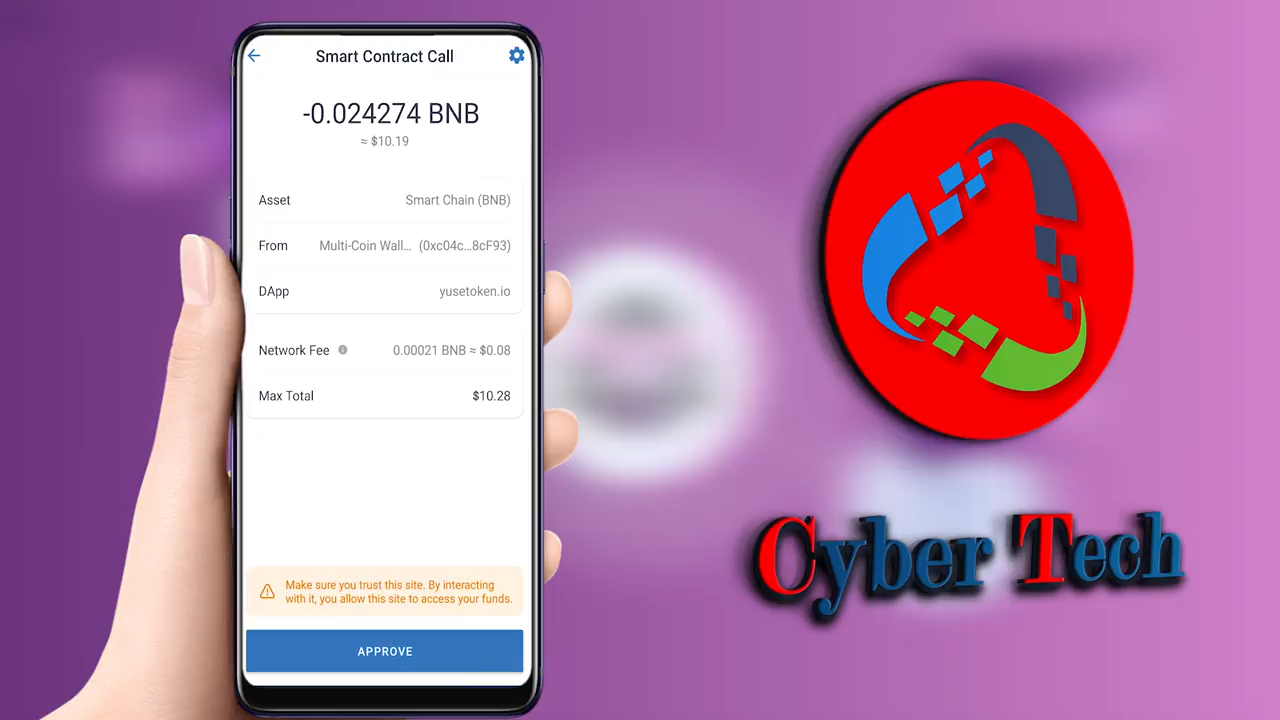 Smart Contract Call
-0.024274 BNB
≈ $10.19
Asset Smart Chain (BNB)
From Multi-Coin Wall... (0xc04c...8cF93)
DApp yusetoken.io
Network Fee 0.00021 BNB ≈ $0.08
Max Total $10.28
Make sure you trust this site. By interacting
with it, you allow this site to access your funds.
APPROVE
Cyber Tech